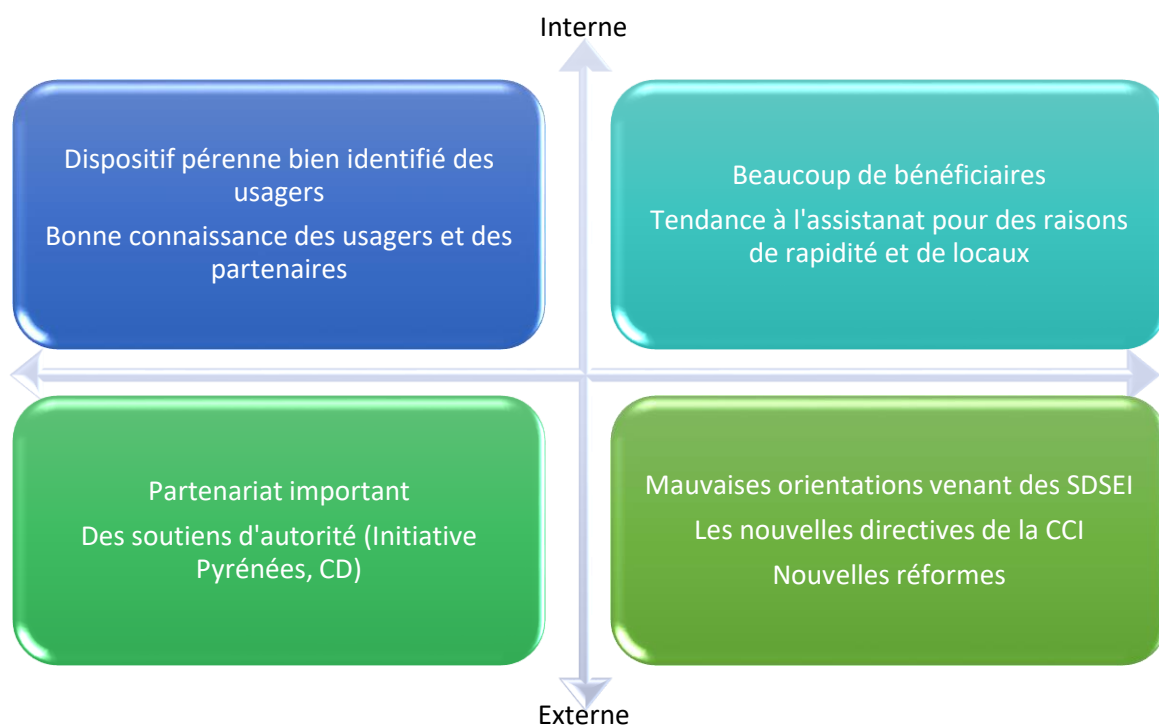 Interne
Dispositif pérenne bien identifié des
usagers
Bonne connaissance des usagers et des
partenaires
Beaucoup de bénéficiaires
Tendance à l'assistanat pour des raisons
de rapidité et de locaux
Partenariat important
Des soutiens d'autorité (Initiative
Pyrénées, CD)
Mauvaises orientations venant des SDSEI
Les nouvelles directives de la CCI
Nouvelles réformes
Externe